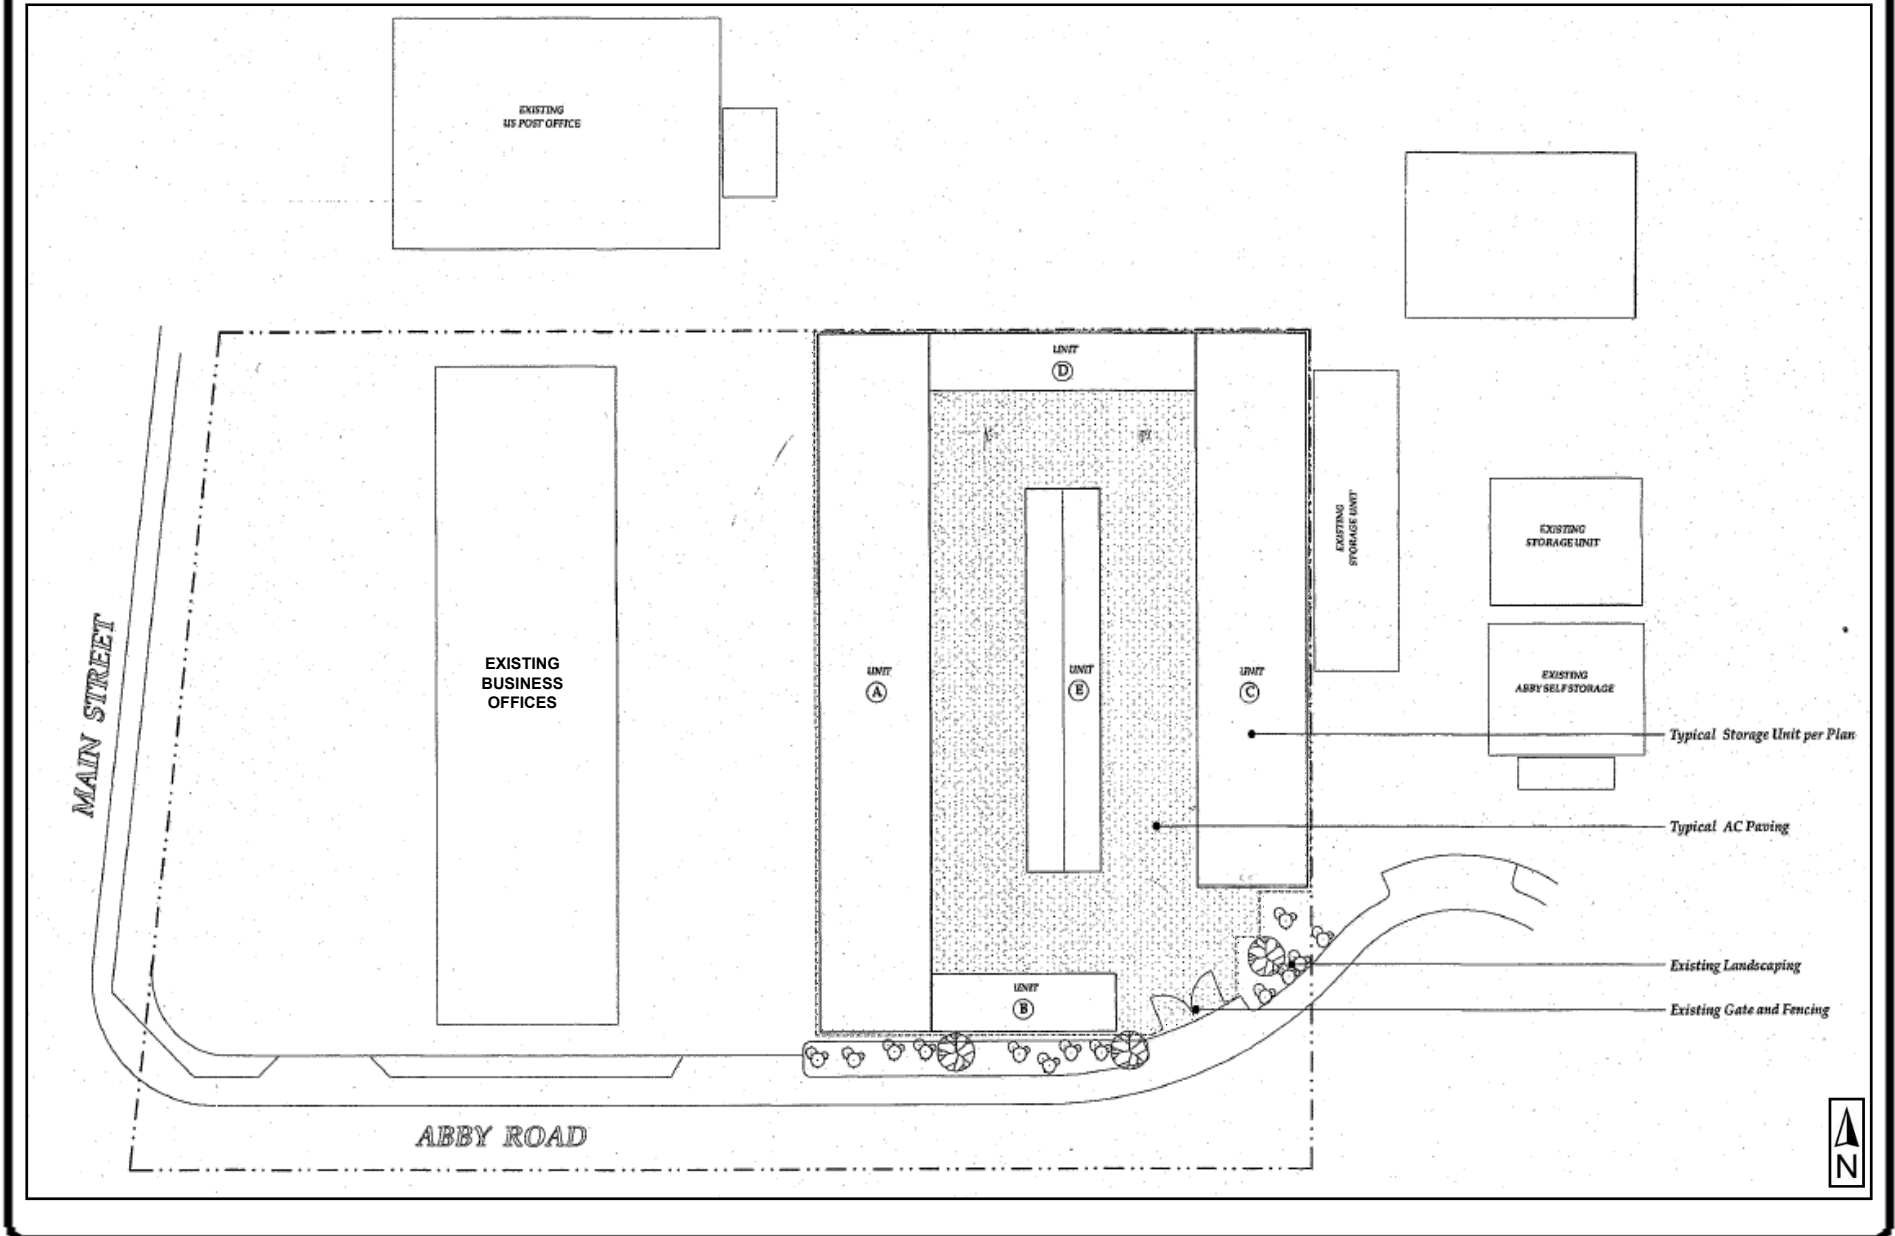 EXISTING
US POST OFFICE
UNIT
D
EXISTING
STORAGE UNIT
EXISTING
STORAGE UNIT
MAIN STREET
EXISTING
BUSINESS
OFFICES
UNIT
A
UNIT
E
UNIT
C
EXISTING
ABBY SELF STORAGE
Typical Storage Unit per Plan
Typical AC Paving
Existing Landscaping
UNIT
B
Existing Gate and Fencing
ABBY ROAD
N